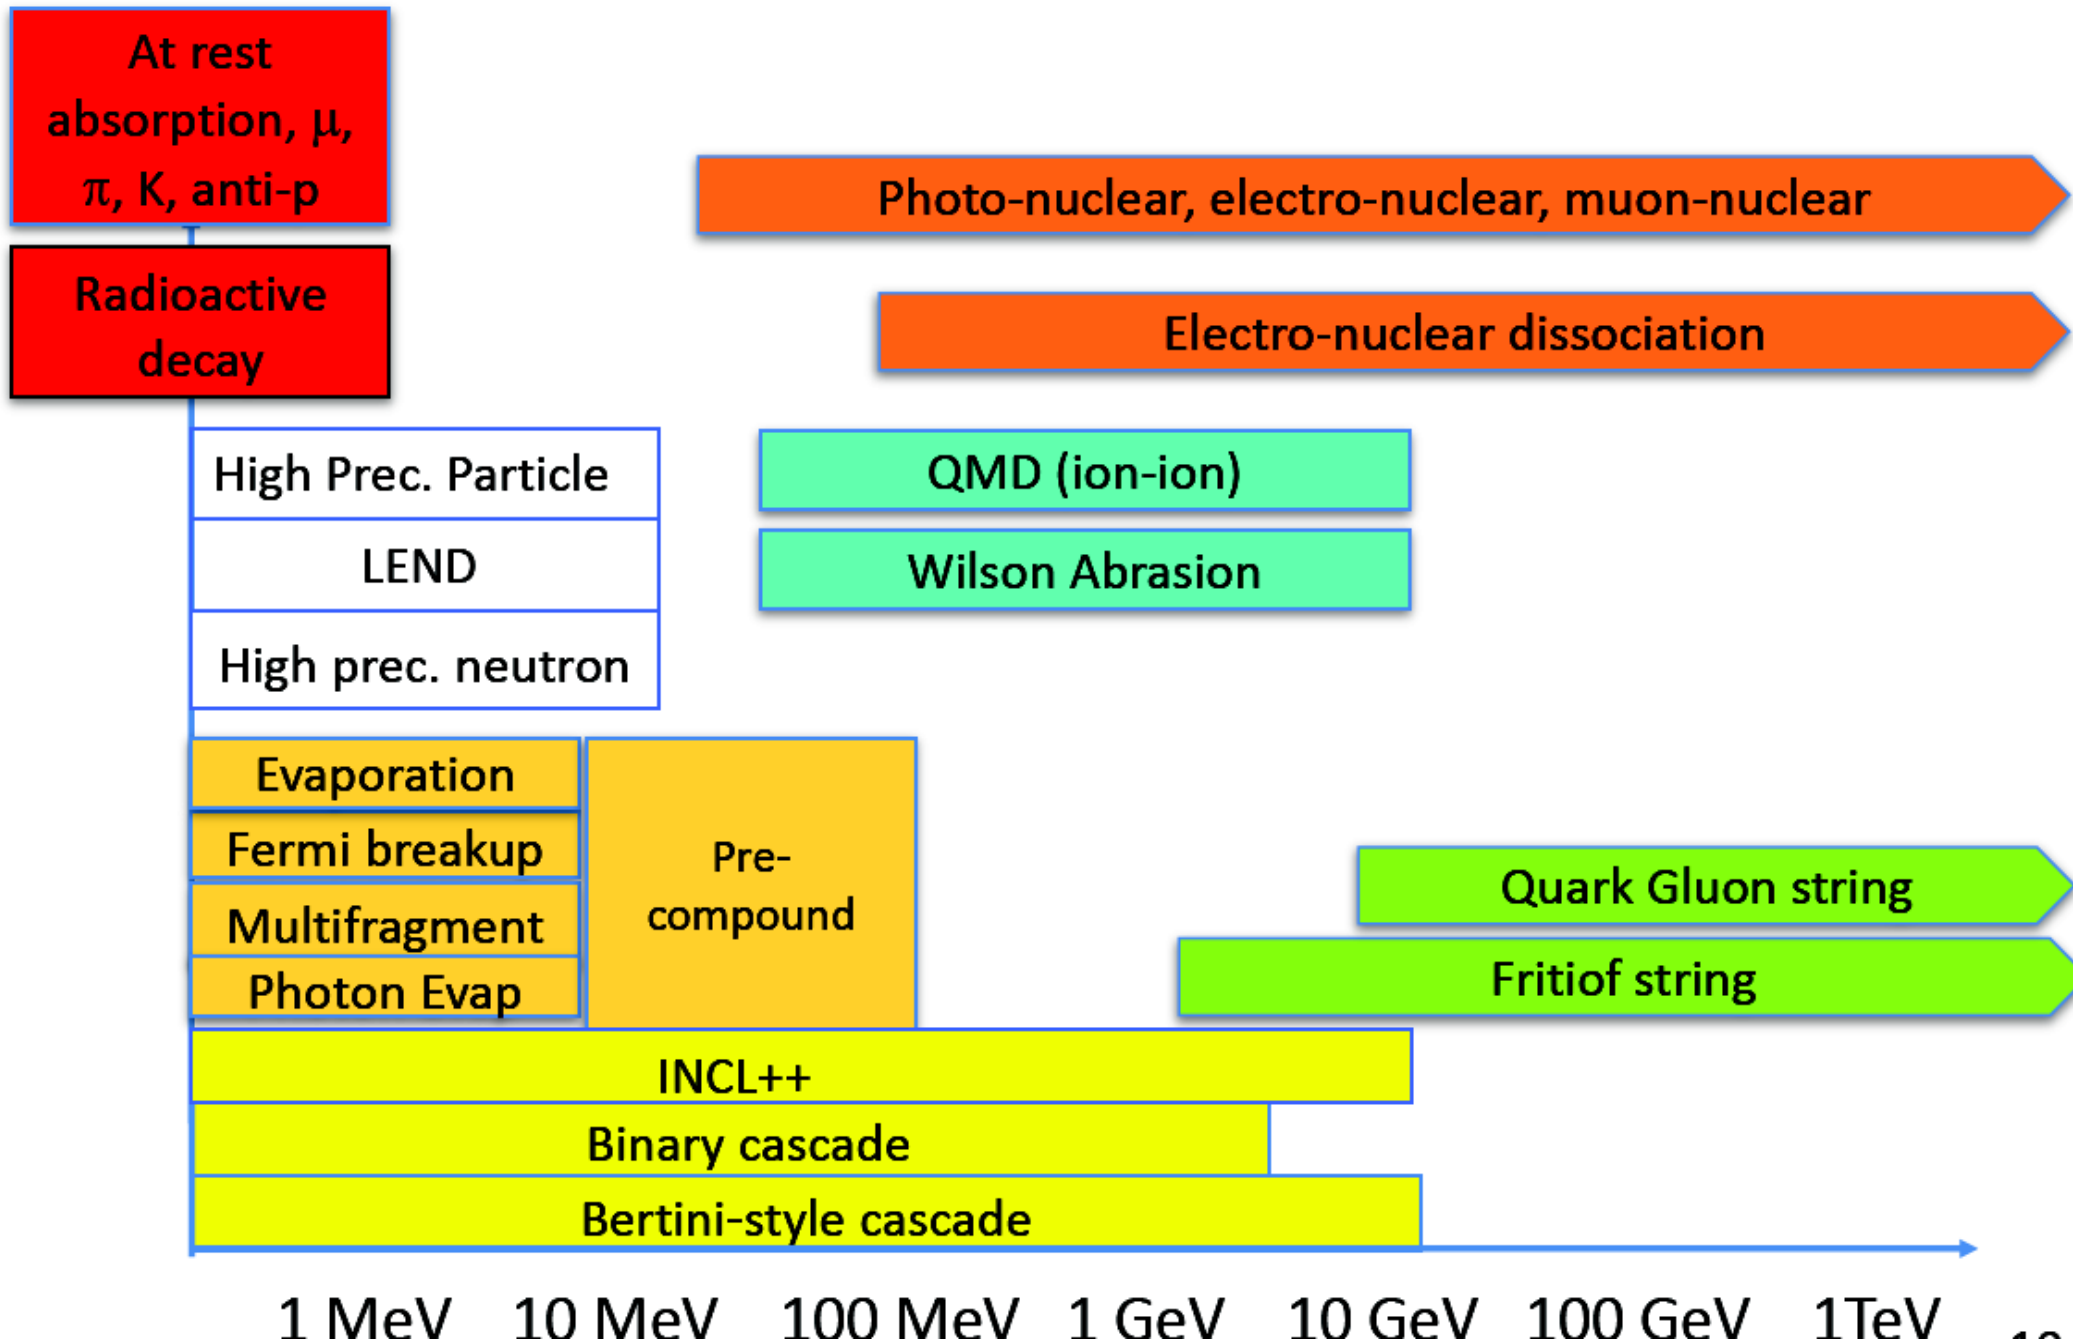 At rest
absorption, μ,
π, K, anti-p
Photo-nuclear, electro-nuclear, muon-nuclear
Radioactive
decay
Electro-nuclear dissociation
High Prec. Particle
QMD (ion-ion)
LEND
Wilson Abrasion
High prec. neutron
Evaporation
Fermi breakup
Multifragment
Photon Evap
Pre-
compound
Quark Gluon string
Fritiof string
INCL++
Binary cascade
Bertini-style cascade
1 MeV 10 MeV 100 MeV 1 GeV 10 GeV 100 GeV 1TeV